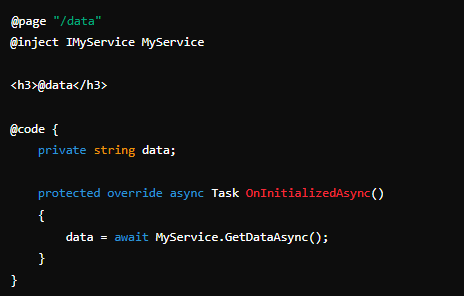 @page "/data"
@inject IMyService MyService
<h3>@data</h3>
@code {
private string data;
protected override async Task OnInitializedAsync()
{
data = await MyService.GetDataAsync();
}
}